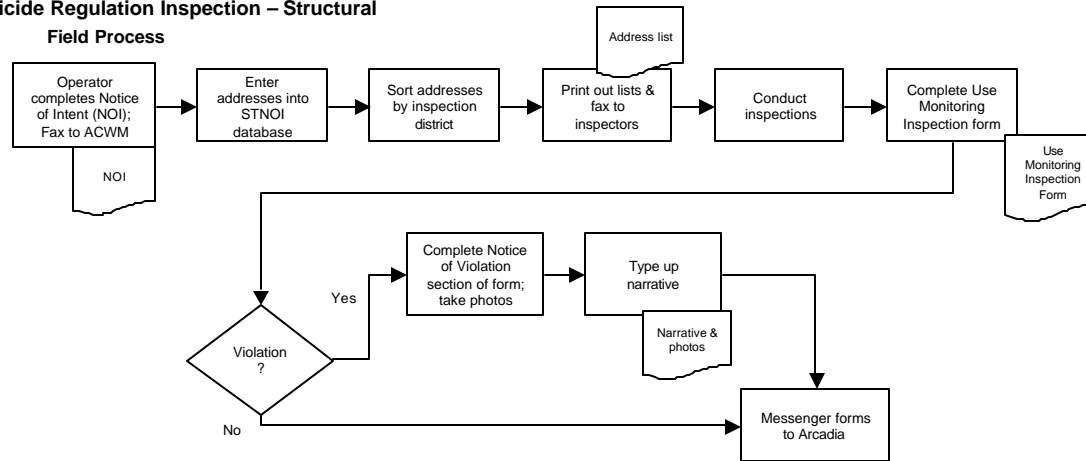 icide Regulation Inspection – Structural
Field Process
Address list
Operator
completes Notice
of Intent (NOI);
Fax to ACWM
NOI
Enter
addresses into
STNOI
database
Sort addresses
by inspection
district
Print out lists &
fax to
inspectors
Conduct
inspections
Complete Use
Monitoring
Inspection form
Use
Monitoring
Inspection
Form
Violation
?
Yes
Complete Notice
of Violation
section of form;
take photos
Type up
narrative
Narrative &
photos
No
Messenger forms
to Arcadia